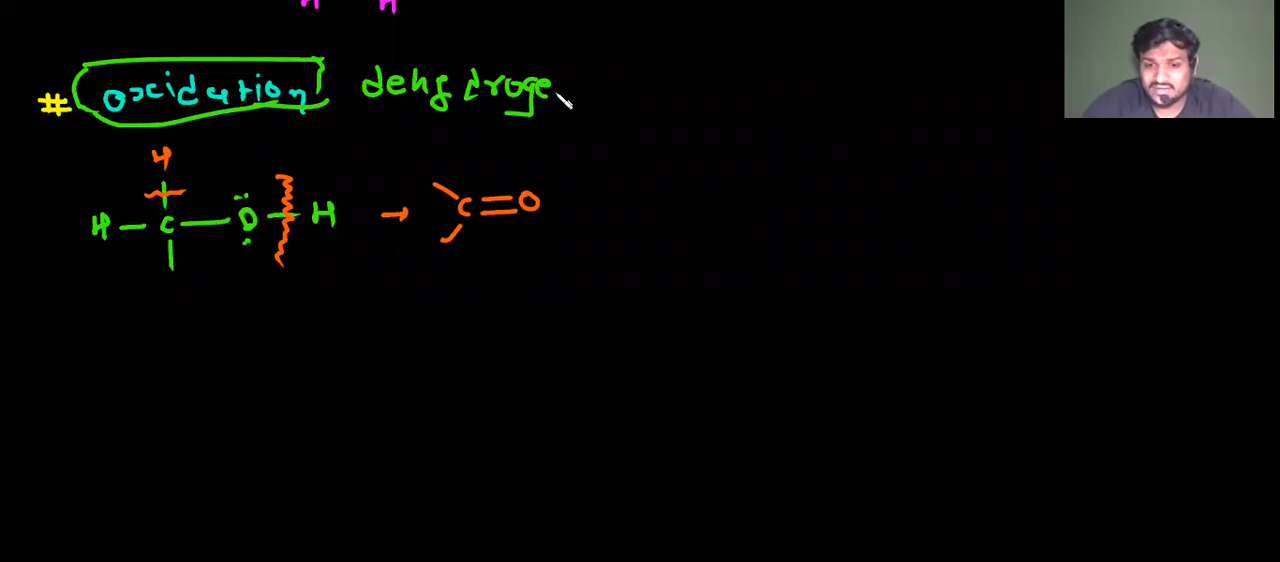 H H
# oxidation dehydroge
H
H - C - O - H → C = O